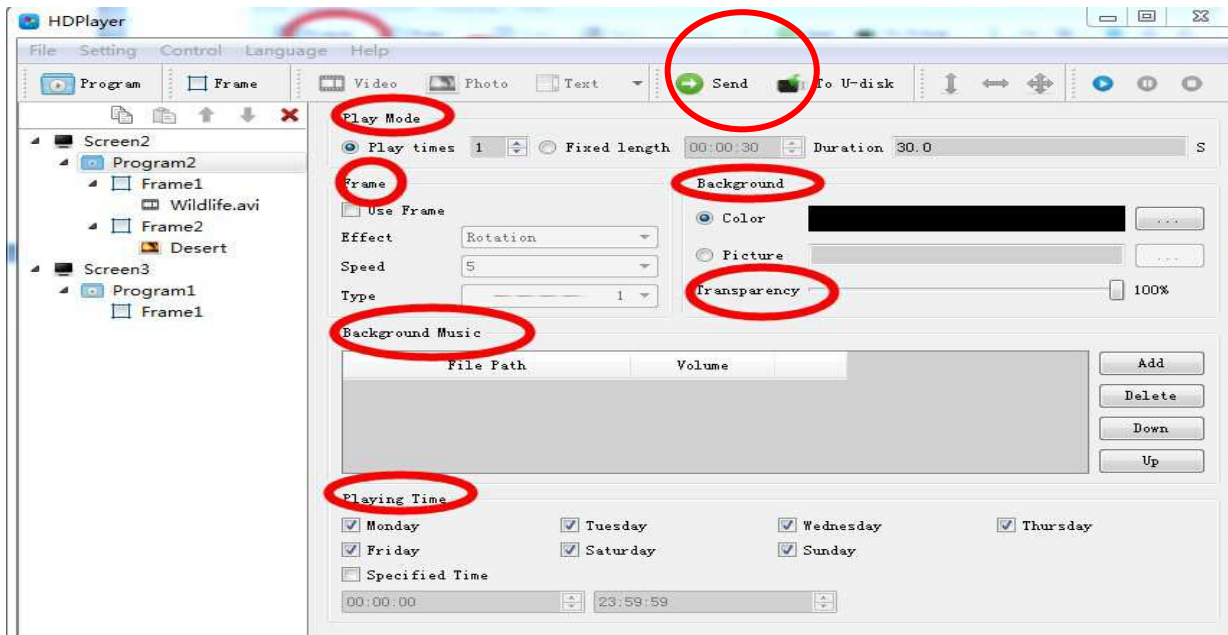 HDPlayer
File Setting Control Language Help
Program Frame Video Photo Text Send To U-disk
Screen2
Program2
Frame1
Wildlife.avi
Frame2
Desert
Screen3
Program1
Frame1
Play Mode
Play times 1 Fixed length 00:00:30 Duration 30.0 S
Frame
Use Frame
Effect Rotation
Speed 5
Type 1
Background
Color ...
Picture ...
Transparency 100%
Background Music
File Path Volume
Add
Delete
Down
Up
Playing Time
Monday Tuesday Wednesday Thursday
Friday Saturday Sunday
Specified Time
00:00:00 23:59:59